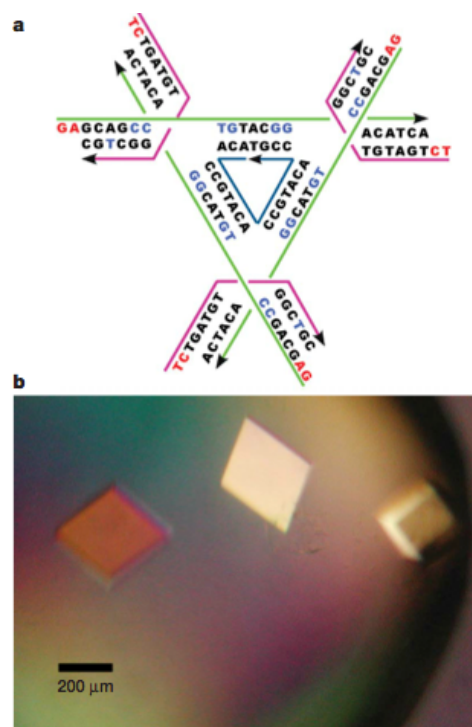 a
TCTGATGT
ACTACA
GGCTGC
CCGACGAG
GAGCAGCC
CGTCGG
TGTACGG
ACATGCC
ACATCA
TGTAGTCT
CCGTACA
GGCATGT
CCGTACA
GGCATGT
TCTGATGT
ACTACA
GGCTGC
CCGACGAG
b
200 μm